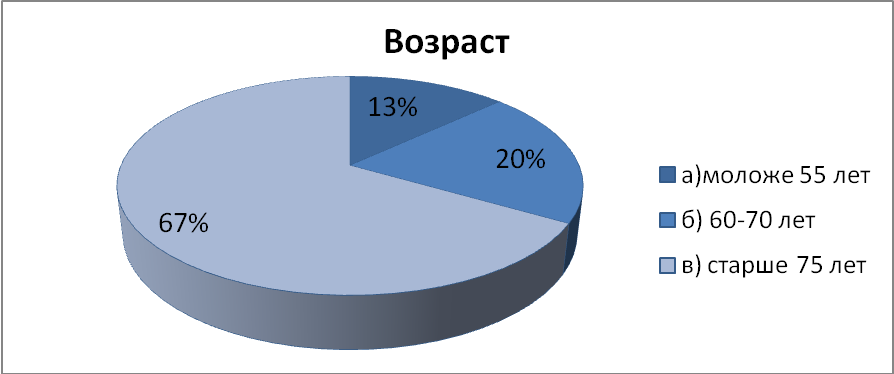 Возраст
13%
20%
67%
а)моложе 55 лет
б) 60-70 лет
в) старше 75 лет